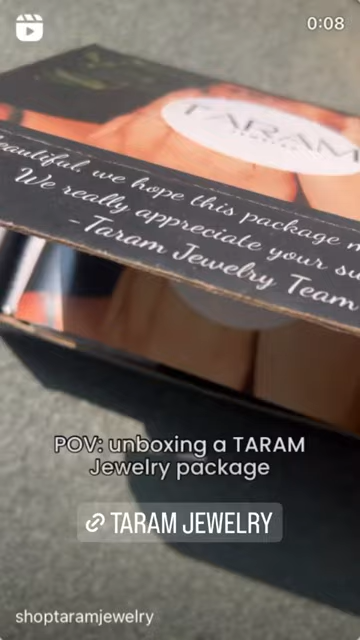 0:08
TARAM
JEWELRY
beautiful, we hope this package m
We really appreciate your su
- Taram Jewelry Team
POV: unboxing a TARAM
Jewelry package
TARAM JEWELRY
shoptaramjewelry